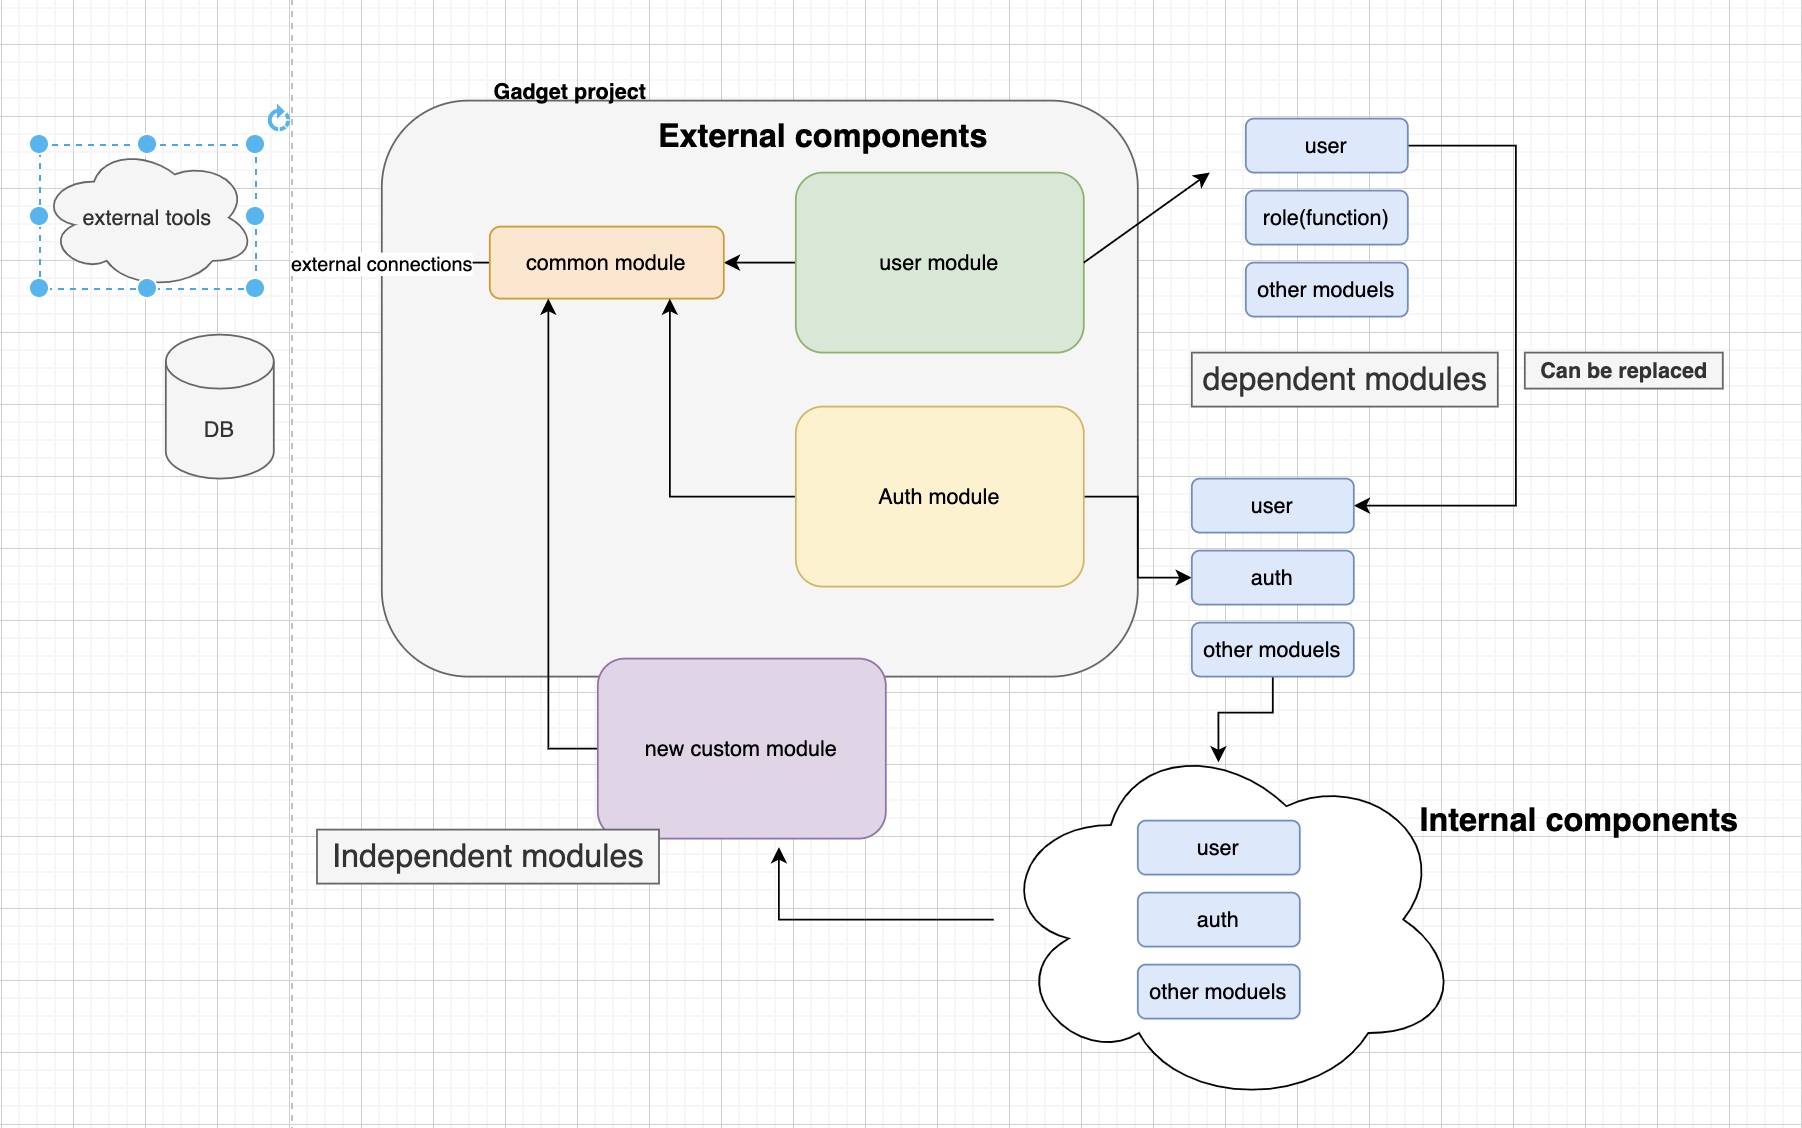 Gadget project
External components
external tools
external connections
common module
user module
user
role(function)
other moduels
dependent modules
Can be replaced
DB
Auth module
user
auth
other moduels
new custom module
Independent modules
Internal components
user
auth
other moduels